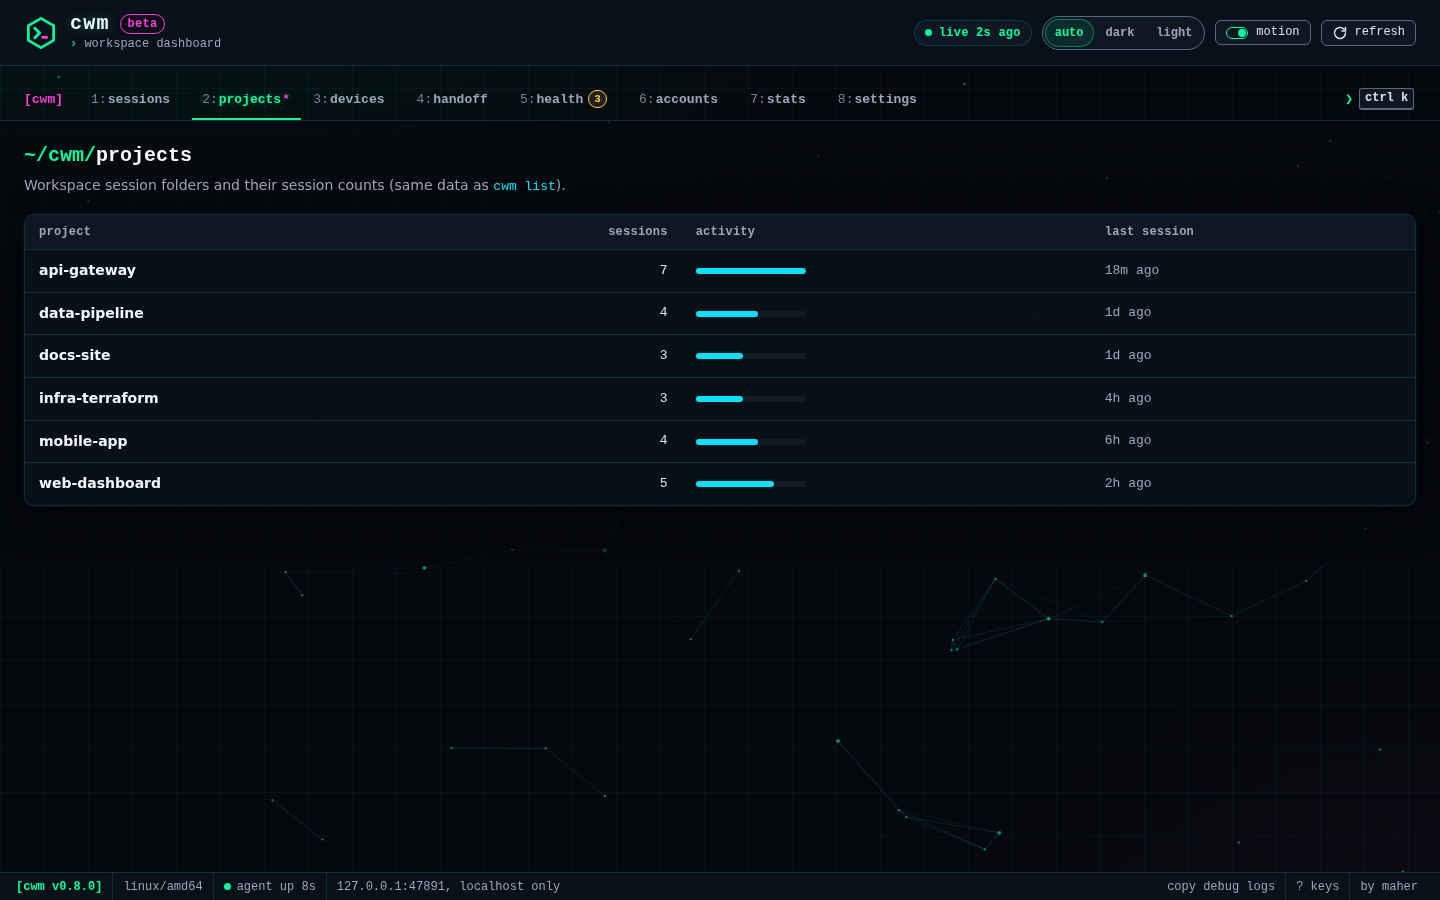 cwm beta
› workspace dashboard
live 2s ago
auto dark light
motion
refresh
[cwm] 1:sessions 2:projects* 3:devices 4:handoff 5:health 3 6:accounts 7:stats 8:settings
❯ ctrl k
~/cwm/projects
Workspace session folders and their session counts (same data as cwm list).
project sessions activity last session
api-gateway 7 18m ago
data-pipeline 4 1d ago
docs-site 3 1d ago
infra-terraform 3 4h ago
mobile-app 4 6h ago
web-dashboard 5 2h ago
[cwm v0.8.0] linux/amd64 agent up 8s 127.0.0.1:47891, localhost only copy debug logs ? keys by maher